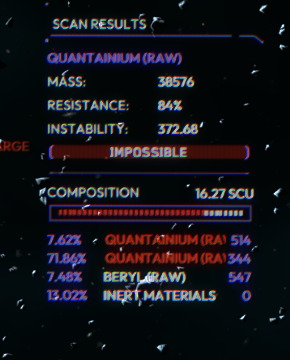 SCAN RESULTS
QUANTAINIUM (RAW)
MASS: 38576
RESISTANCE: 84%
INSTABILITY: 372.68
ARGE
IMPOSSIBLE
COMPOSITION 16.27 SCU
7.62% QUANTAINIUM (RA 514
71.86% QUANTAINIUM (RA 344
7.48% BERYL (RAW) 547
13.02% INERT MATERIALS 0